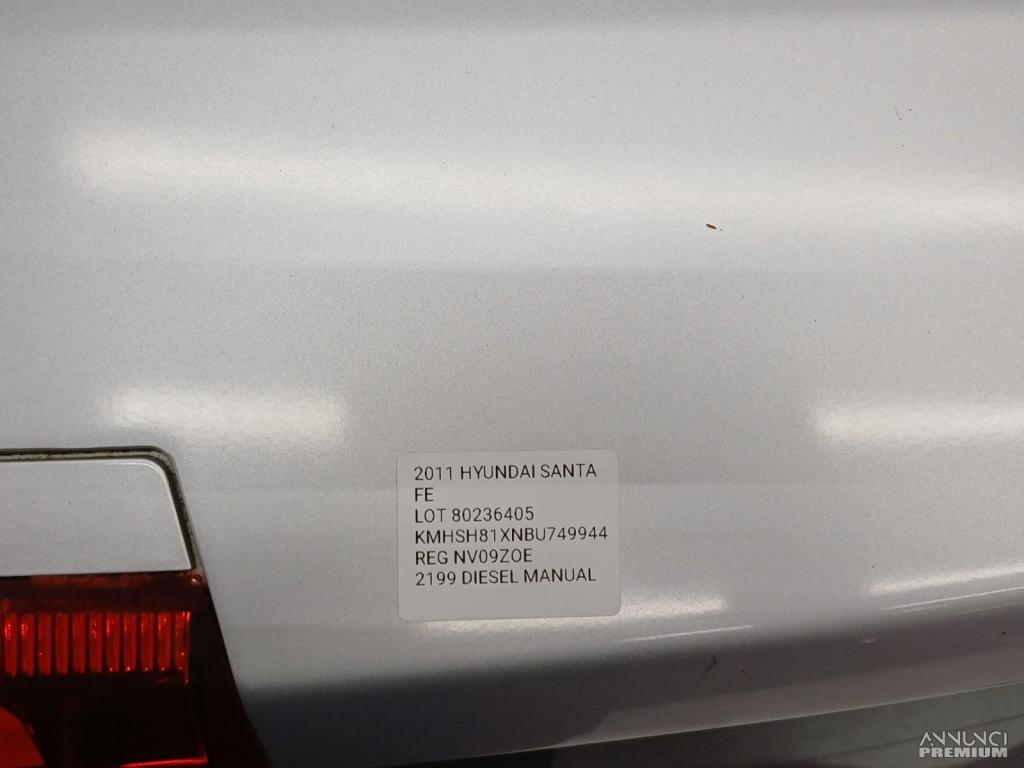 2011 HYUNDAI SANTA
FE
LOT 80236405
KMHSH81XNBU749944
REG NV09ZOE
2199 DIESEL MANUAL
ANNUNCI
PREMIUM